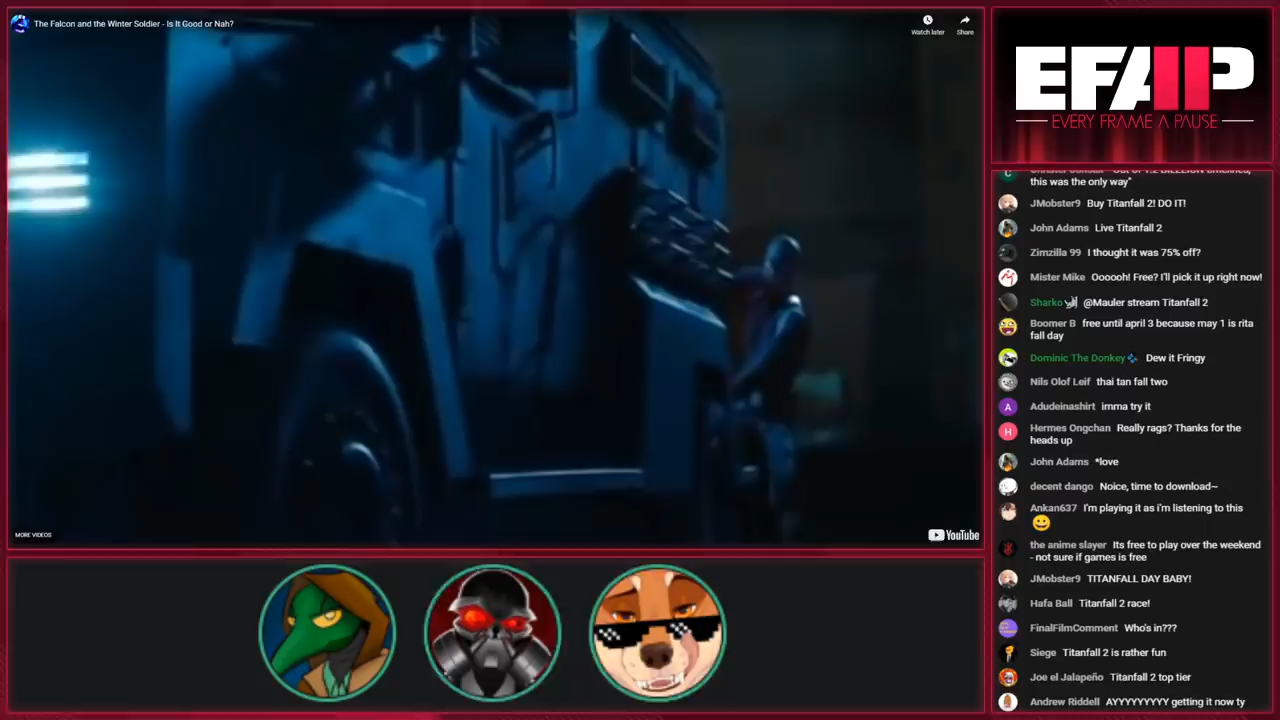 The Falcon and the Winter Soldier - Is It Good or Nah?
Watch later
Share
MORE VIDEOS
YouTube
EFAP
EVERY FRAME A PAUSE
this was the only way"
JMobster9 Buy Titanfall 2! DO IT!
John Adams Live Titanfall 2
Zimzilla 99 I thought it was 75% off?
Mister Mike Oooooh! Free? I'll pick it up right now!
Sharko @Mauler stream Titanfall 2
Boomer B free until april 3 because may 1 is rita
fall day
Dominic The Donkey Dew it Fringy
Nils Olof Leif thai tan fall two
A
Adudeinashirt imma try it
H
Hermes Ongchan Really rags? Thanks for the
heads up
John Adams *love
decent dango Noice, time to download~
Ankan637 I'm playing it as i'm listening to this
the anime slayer Its free to play over the weekend
- not sure if games is free
JMobster9 TITANFALL DAY BABY!
Hafa Ball Titanfall 2 race!
FinalFilmComment Who's in???
Siege Titanfall 2 is rather fun
Joe el Jalapeño Titanfall 2 top tier
Andrew Riddell AYYYYYYYY getting it now ty